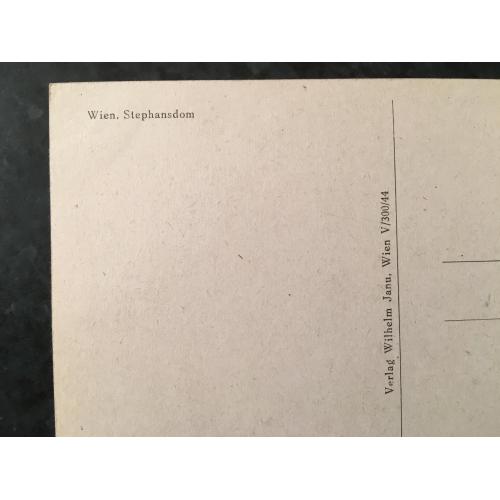 Wien. Stephansdom
Verlag Wilhelm Janu, Wien V/300/44